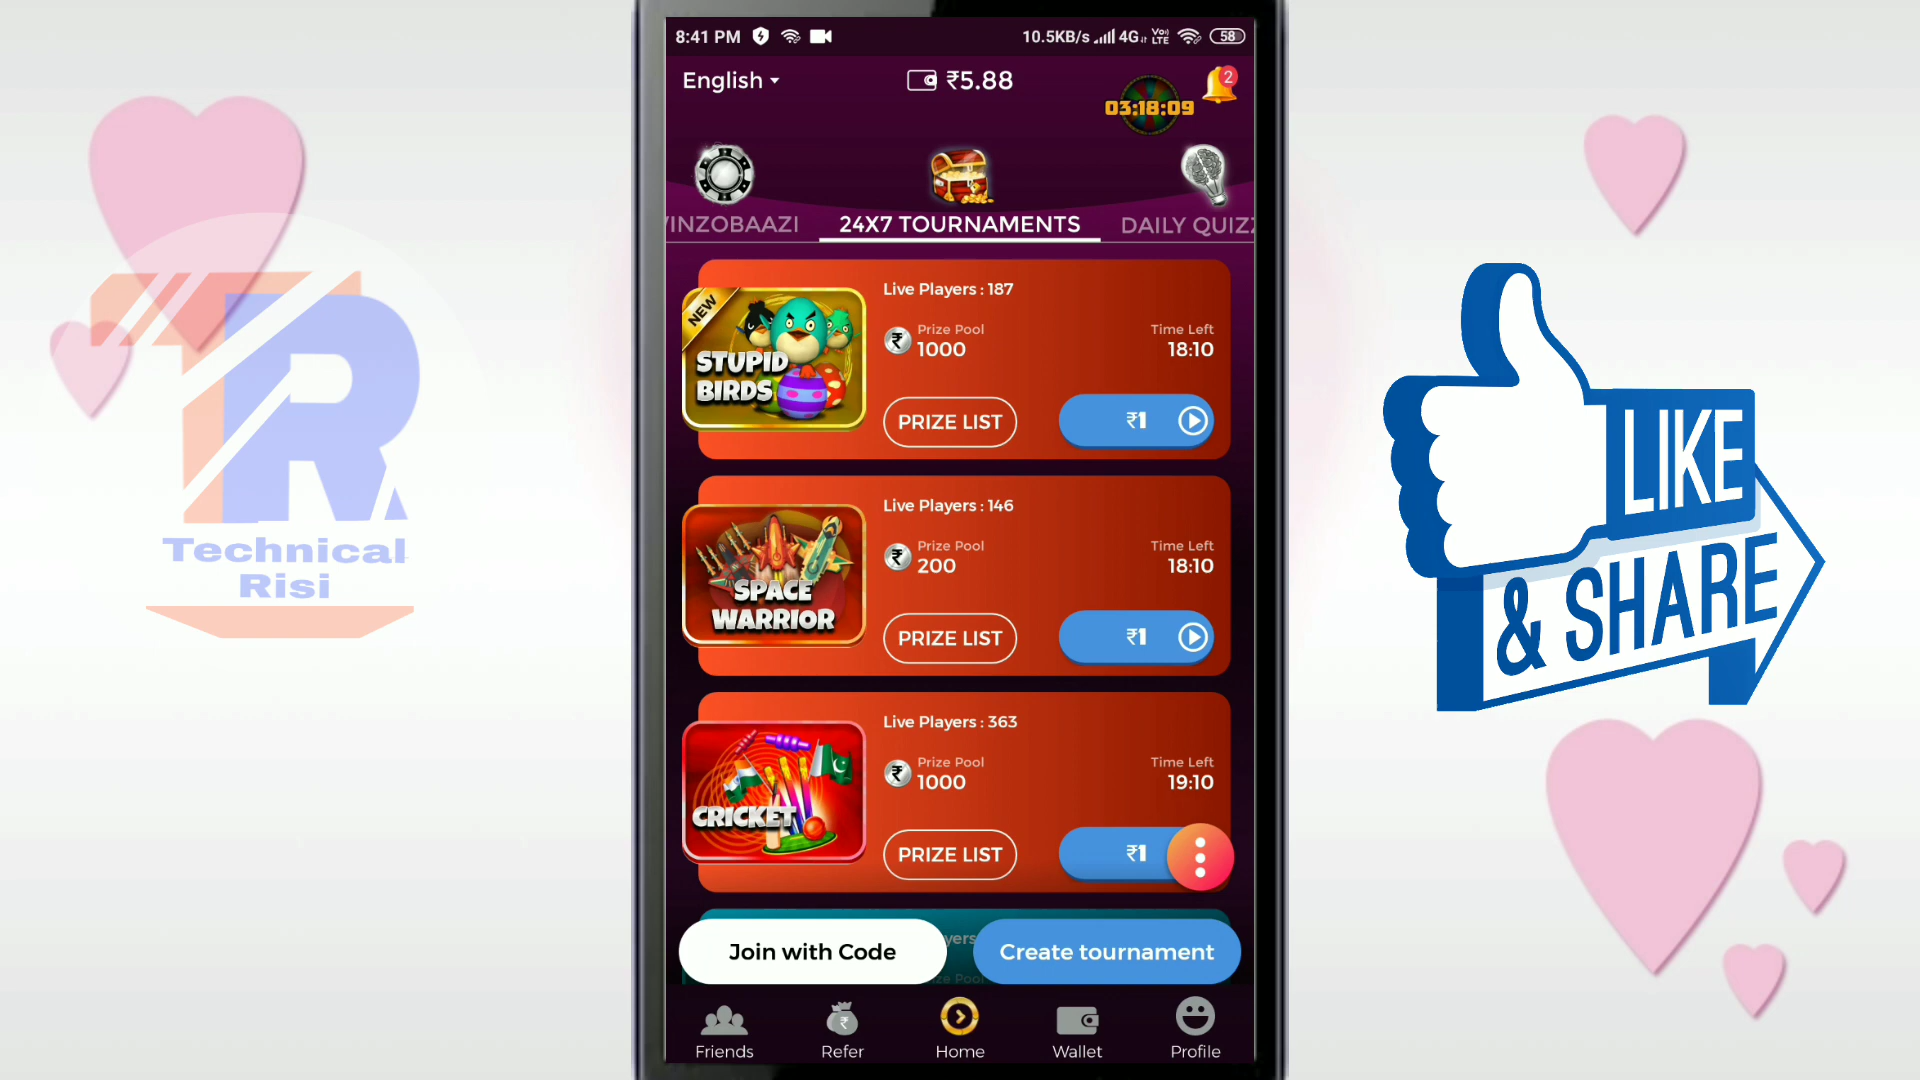 8:41 PM
10.5KB/s 4G Vo) LTE 58
English
₹5.88
2
03:18:09
INZOBAAZI
24X7 TOURNAMENTS
DAILY QUIZZ
Live Players : 187
NEW
STUPID
BIRDS
Prize Pool
1000
Time Left
18:10
PRIZE LIST
₹1
Live Players : 146
SPACE
WARRIOR
Prize Pool
200
Time Left
18:10
PRIZE LIST
₹1
Live Players : 363
CRICKET
Prize Pool
1000
Time Left
19:10
PRIZE LIST
₹1
Join with Code
Create tournament
Friends
Refer
Home
Wallet
Profile
TR
Technical
Risi
LIKE
& SHARE